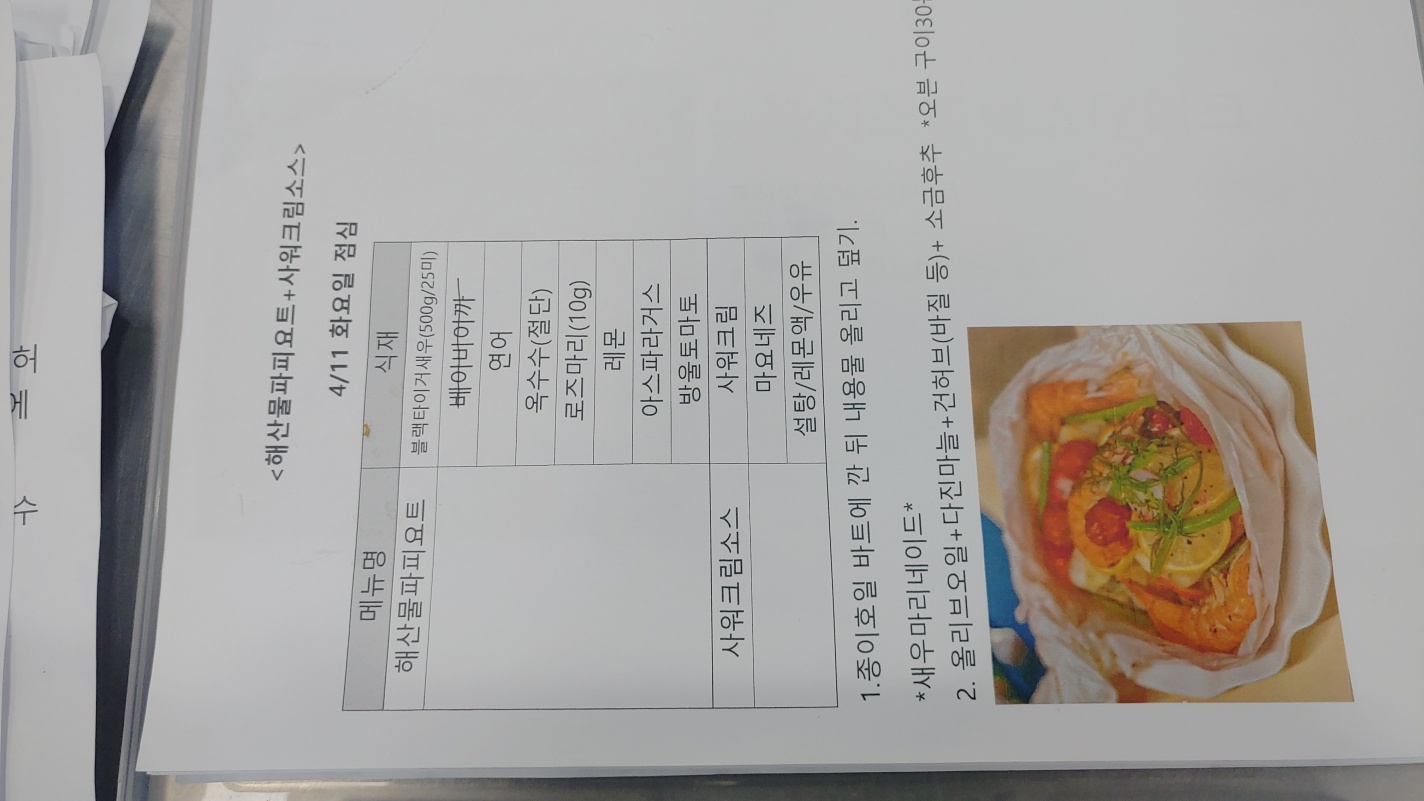 <해산물파피요트+사워크림소스>
4/11 화요일 점심
메뉴명 식재
해산물파피요트 블랙타이거새우(500g/25미)
베이비이까
연어
옥수수(절단)
로즈마리(10g)
레몬
아스파라거스
방울토마토
사워크림소스 사워크림
마요네즈
설탕/레몬액/우유
1.종이호일 바트에 깐 뒤 내용물 올리고 덮기.
*새우마리네이드*
2. 올리브오일+다진마늘+건허브(바질 등)+ 소금후추 *오븐 구이30